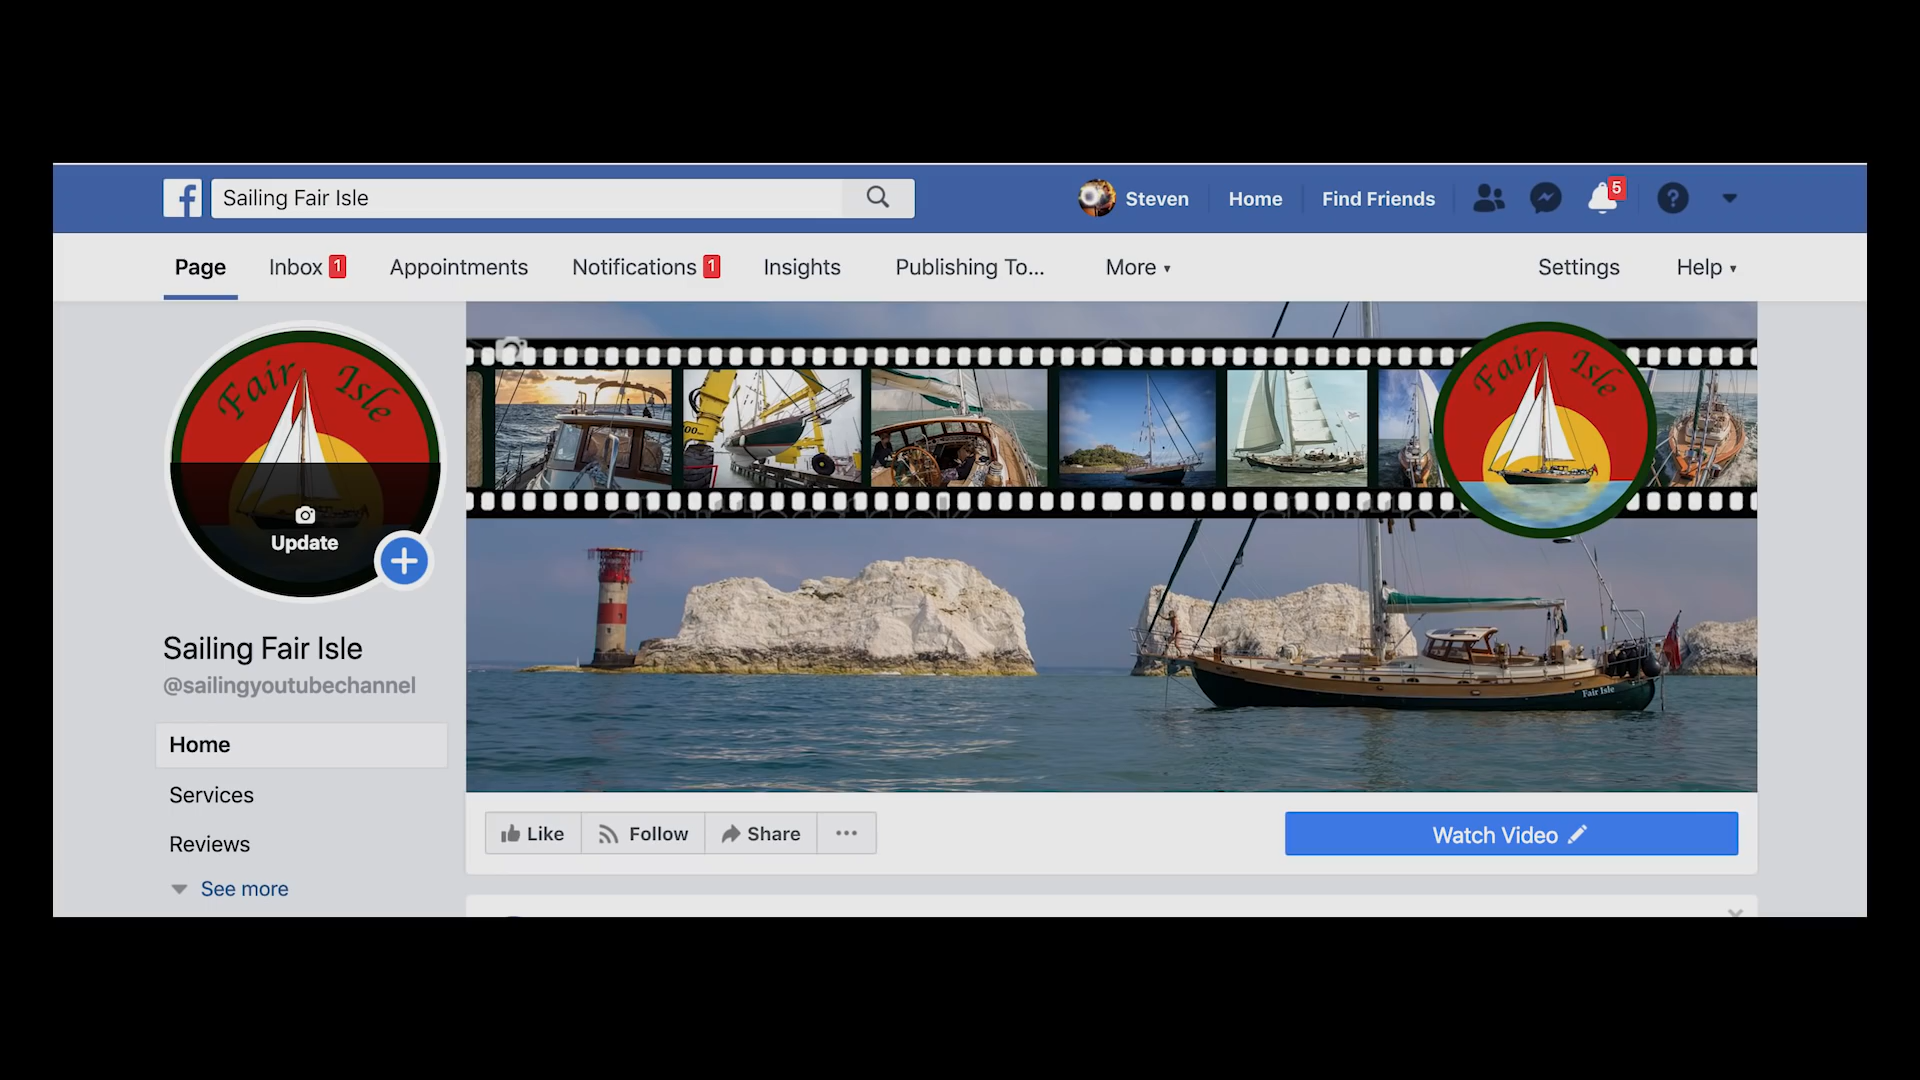 Sailing Fair Isle
Steven
Home
Find Friends
5
Page
Inbox 1
Appointments
Notifications 1
Insights
Publishing To...
More
Settings
Help
Fair Isle
Update
Fair Isle
Fair Isle
Sailing Fair Isle
@sailingyoutubechannel
Home
Services
Reviews
See more
Like
Follow
Share
Watch Video